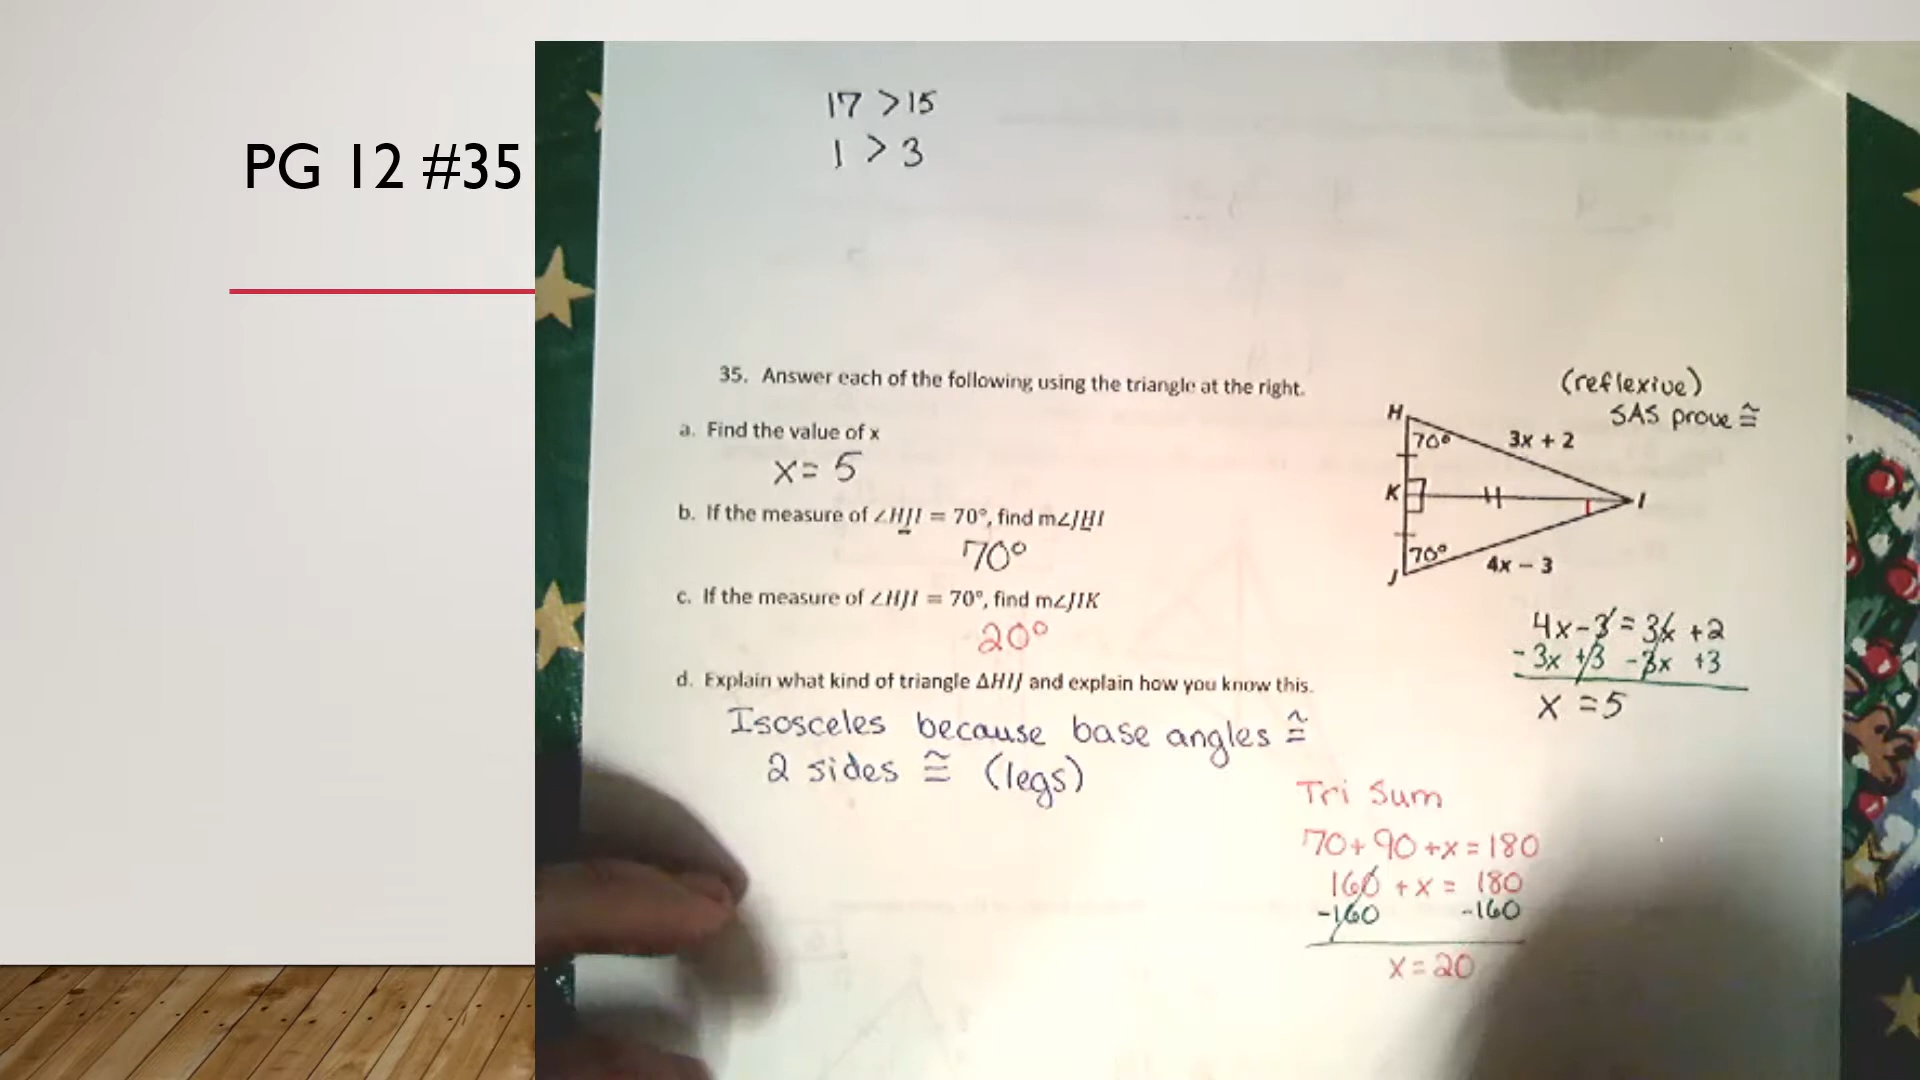 PG 12 #35
17 > 15
1 > 3
35. Answer each of the following using the triangle at the right.
a. Find the value of x
x = 5
b. If the measure of ∠HJI = 70°, find m∠JHI
70°
c. If the measure of ∠HJI = 70°, find m∠JIK
20°
d. Explain what kind of triangle ΔHIJ and explain how you know this.
Isosceles because base angles ≅
2 sides ≅ (legs)
(reflexive)
SAS prove ≅
H
70°
3x + 2
K
I
70°
J
4x – 3
4x - 3 = 3x + 2
- 3x + 3 - 3x + 3
x = 5
Tri Sum
70 + 90 + x = 180
160 + x = 180
-160 -160
x = 20